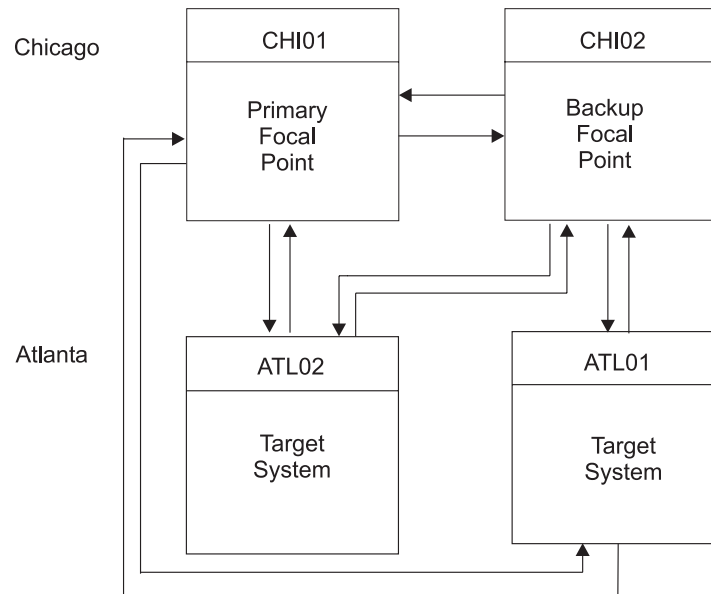 Chicago
CHI01
CHI02
Primary
Focal
Point
Backup
Focal
Point
Atlanta
ATL02
ATL01
Target
System
Target
System